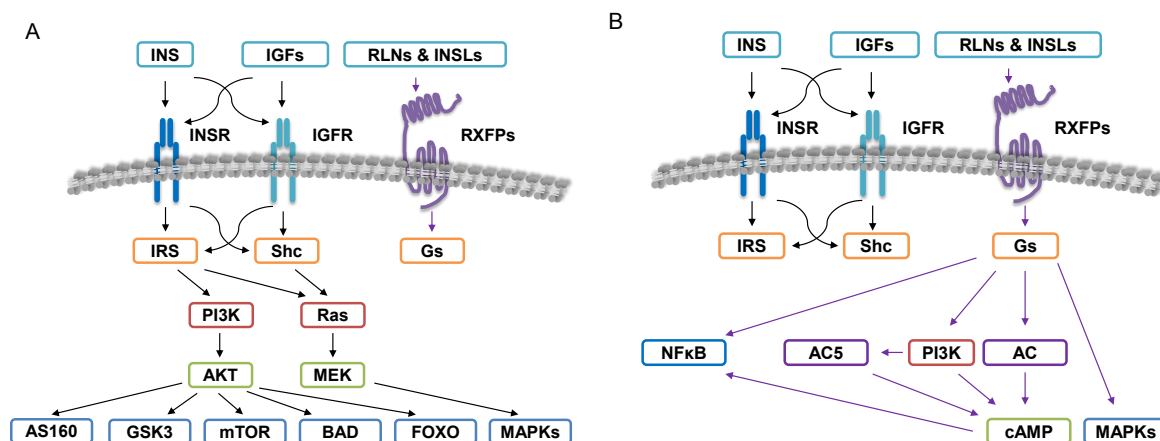 A
INS
IGFs
RLNs & INSLs
INSR
IGFR
RXFPs
IRS
Shc
Gs
PI3K
Ras
AKT
MEK
AS160
GSK3
mTOR
BAD
FOXO
MAPKs
B
INS
IGFs
RLNs & INSLs
INSR
IGFR
RXFPs
IRS
Shc
Gs
NFκB
AC5
PI3K
AC
cAMP
MAPKs